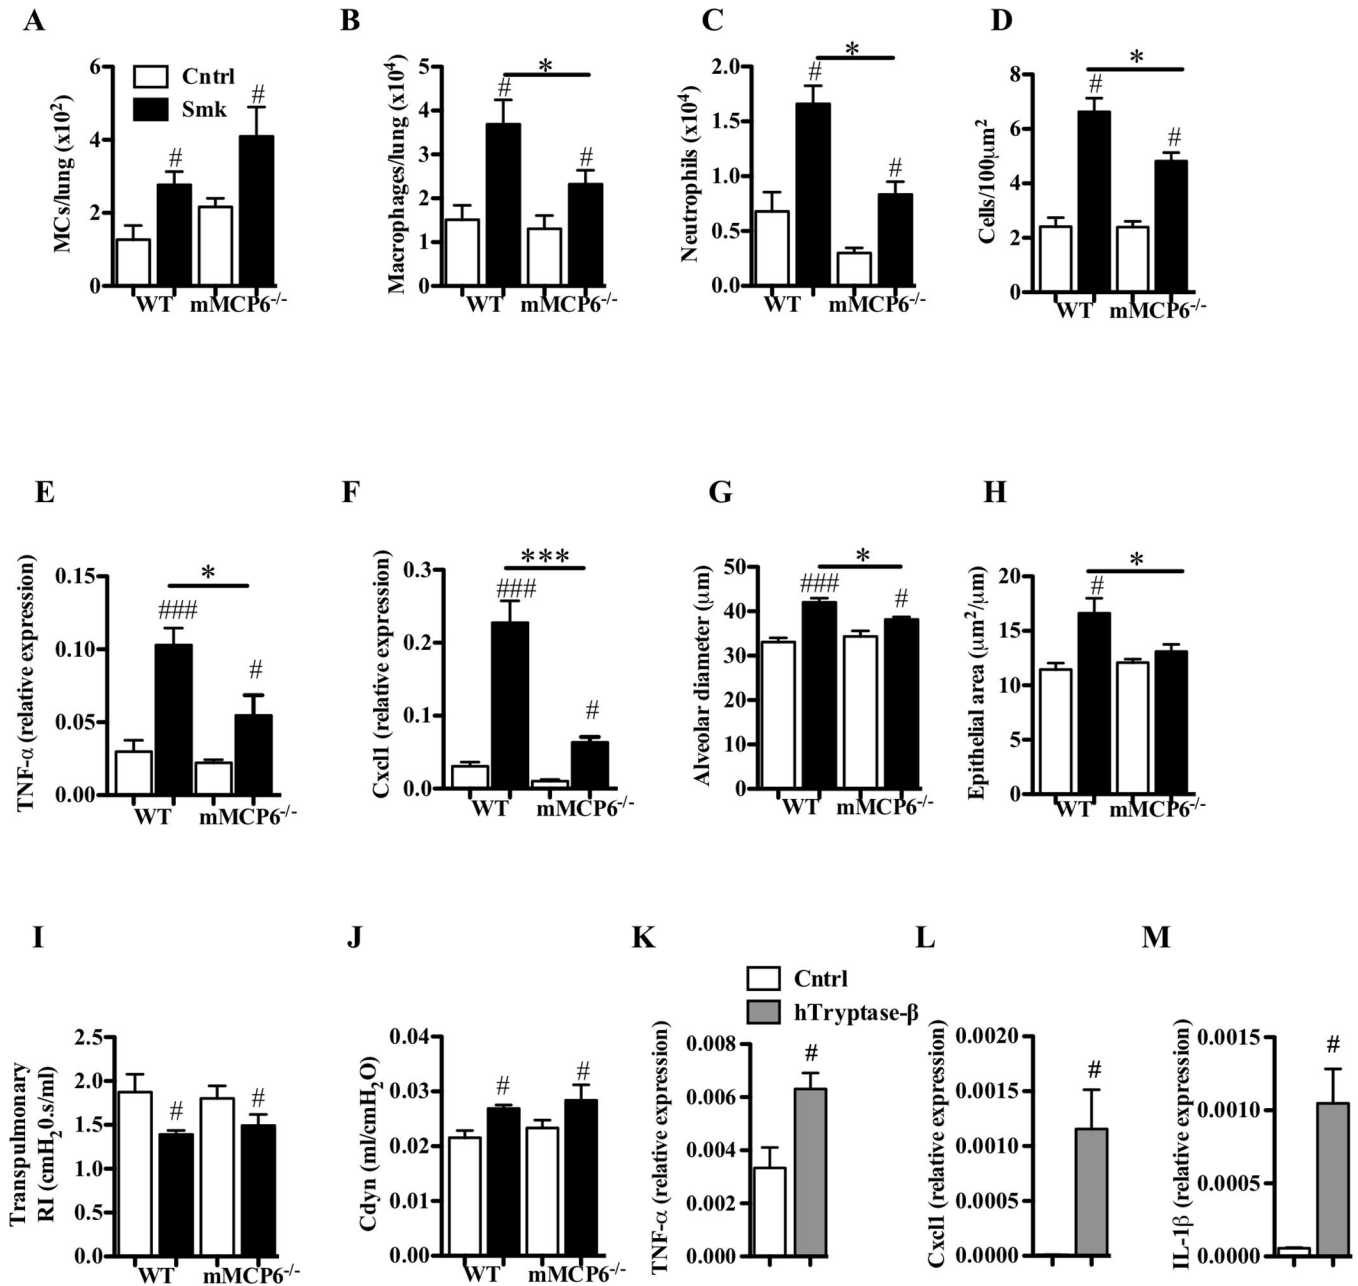 A
MCs/lung (x10²)
6
4
2
0
Cntrl
Smk
#
#
WT
mMCP6⁻/⁻
B
Macrophages/lung (x10⁴)
5
4
3
2
1
0
*
#
#
WT
mMCP6⁻/⁻
C
Neutrophils (x10⁴)
2.0
1.5
1.0
0.5
0.0
*
#
#
WT
mMCP6⁻/⁻
D
Cells/100μm²
8
6
4
2
0
*
#
#
WT
mMCP6⁻/⁻
E
TNF-α (relative expression)
0.15
0.10
0.05
0.00
*
###
#
WT
mMCP6⁻/⁻
F
Cxcl1 (relative expression)
0.3
0.2
0.1
0.0
***
###
#
WT
mMCP6⁻/⁻
G
Alveolar diameter (μm)
50
40
30
20
10
0
*
###
#
WT
mMCP6⁻/⁻
H
Epithelial area (μm²/μm)
20
15
10
5
0
*
#
WT
mMCP6⁻/⁻
I
Transpulmonary
RI (cmH₂0.s/ml)
2.5
2.0
1.5
1.0
0.5
0.0
#
#
WT
mMCP6⁻/⁻
J
Cdyn (ml/cmH₂O)
0.04
0.03
0.02
0.01
0.00
#
#
WT
mMCP6⁻/⁻
K
Cntrl
hTryptase-β
TNF-α (relative expression)
0.008
0.006
0.004
0.002
0.000
#
L
Cxcl1 (relative expression)
0.0020
0.0015
0.0010
0.0005
0.0000
#
M
IL-1β (relative expression)
0.0015
0.0010
0.0005
0.0000
#